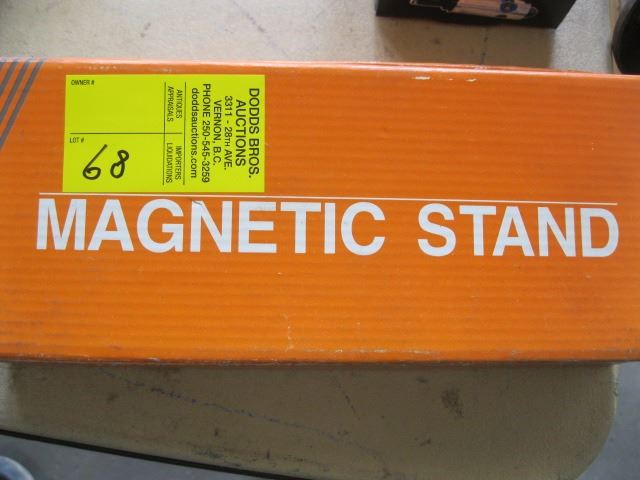 OWNER #
LOT #
68
ANTIQUES
APPRAISALS
IMPORTERS
LIQUIDATIONS
DODDS BROS.
AUCTIONS
3311 - 28TH AVE.
VERNON, B.C.
PHONE 250-545-3259
doddsauctions.com
MAGNETIC STAND